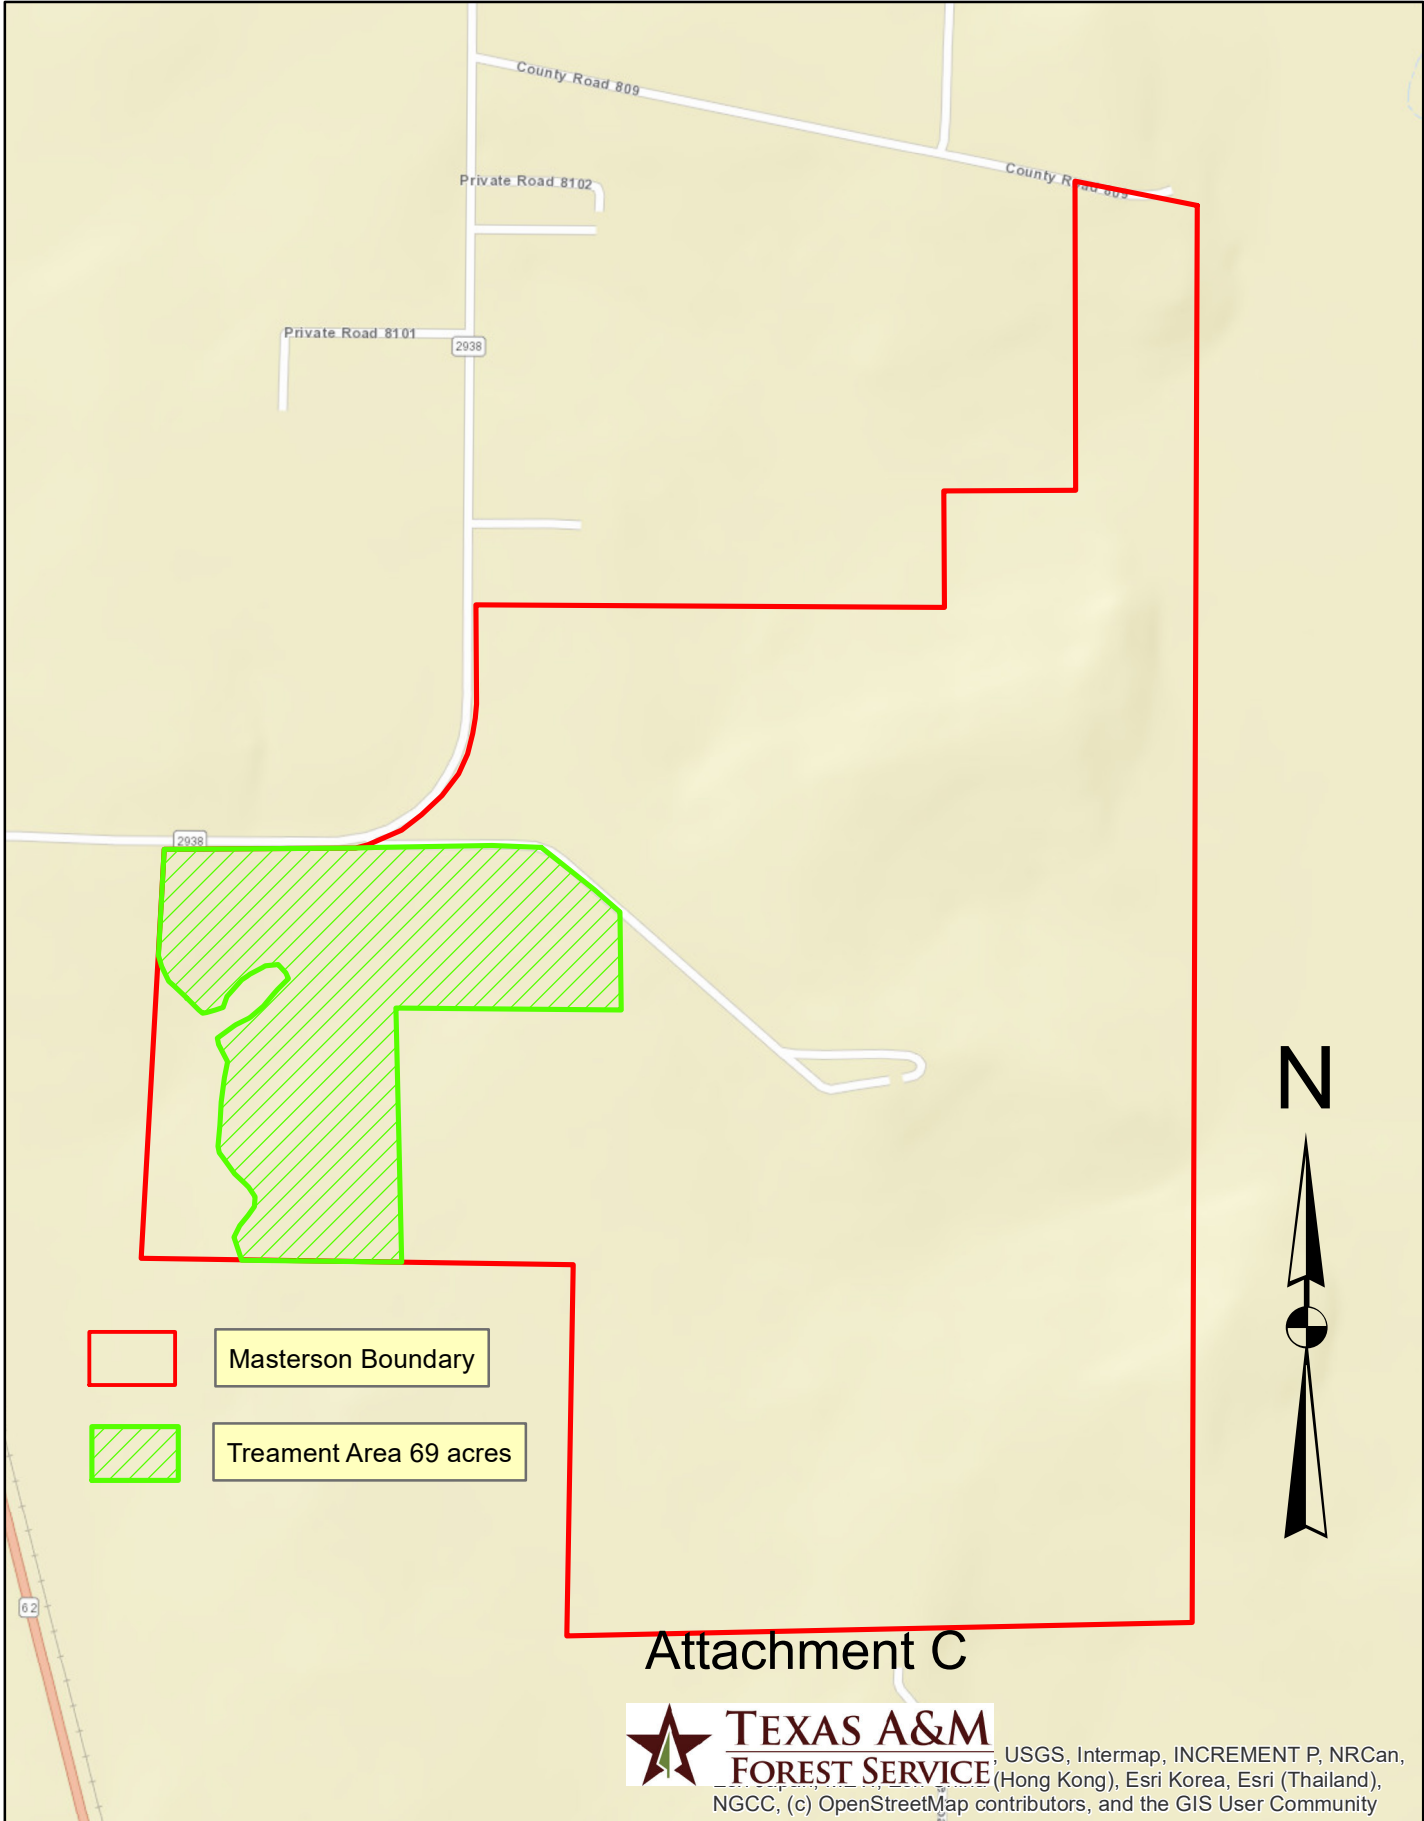 County Road 809
Private Road 8102
County Road 809
Private Road 8101
2938
2938
N
Masterson Boundary
Treament Area 69 acres
62
Attachment C
TEXAS A&M
FOREST SERVICE
, USGS, Intermap, INCREMENT P, NRCan,
(Hong Kong), Esri Korea, Esri (Thailand),
NGCC, (c) OpenStreetMap contributors, and the GIS User Community